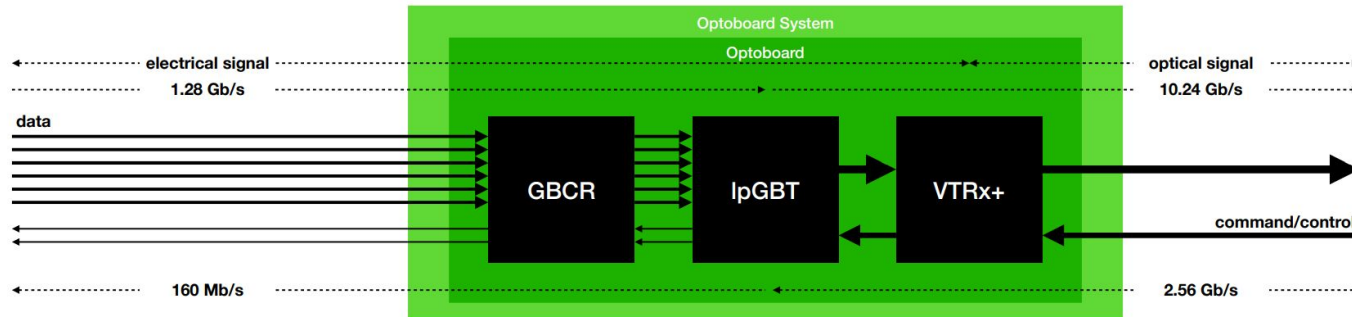 Optoboard System
Optoboard
electrical signal
optical signal
1.28 Gb/s
10.24 Gb/s
data
GBCR
lpGBT
VTRx+
command/control
160 Mb/s
2.56 Gb/s